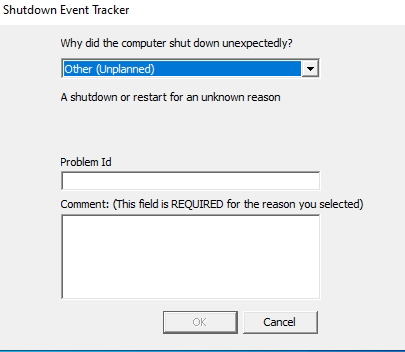 Shutdown Event Tracker
Why did the computer shut down unexpectedly?
Other (Unplanned)
A shutdown or restart for an unknown reason
Problem Id
Comment: (This field is REQUIRED for the reason you selected)
OK
Cancel